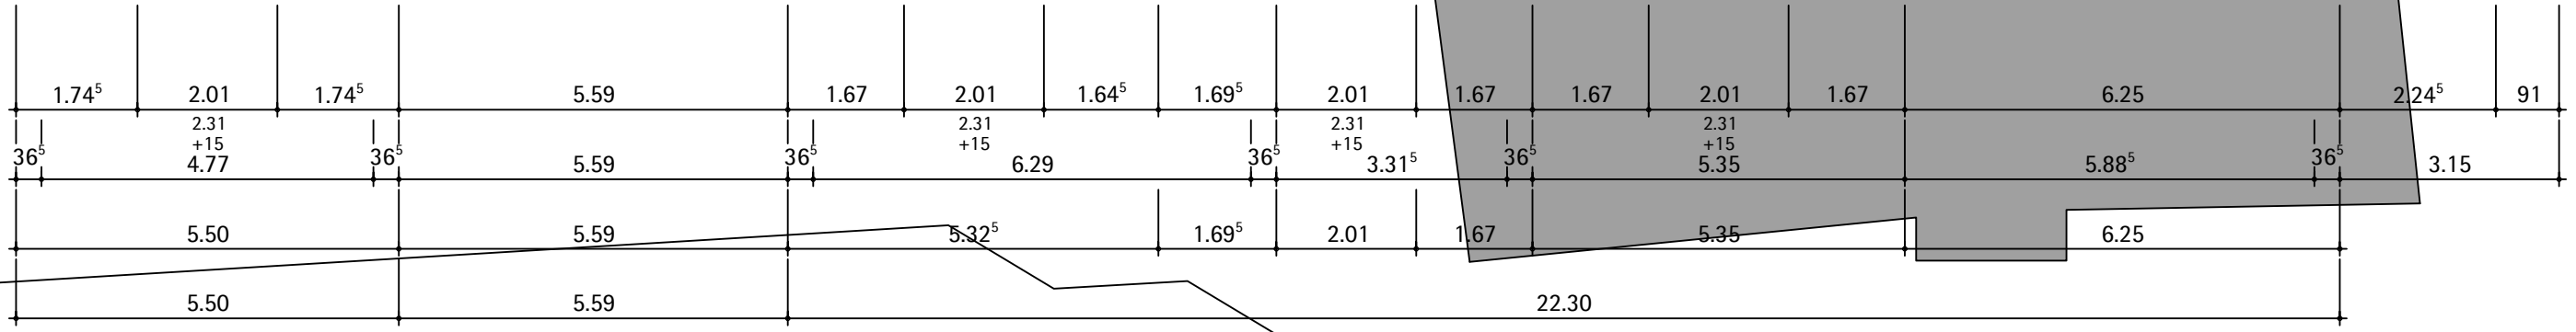 1.74⁵ 2.01 1.74⁵ 5.59 1.67 2.01 1.64⁵ 1.69⁵ 2.01 1.67 1.67 2.01 1.67 6.25 2.24⁵ 91
2.31 2.31 2.31 2.31
+15 +15 +15 +15
36⁵ 4.77 36⁵ 5.59 36⁵ 6.29 36⁵ 3.31⁵ 36⁵ 5.35 5.88⁵ 36⁵ 3.15
5.50 5.59 5.32⁵ 1.69⁵ 2.01 1.67 5.35 6.25
5.50 5.59 22.30